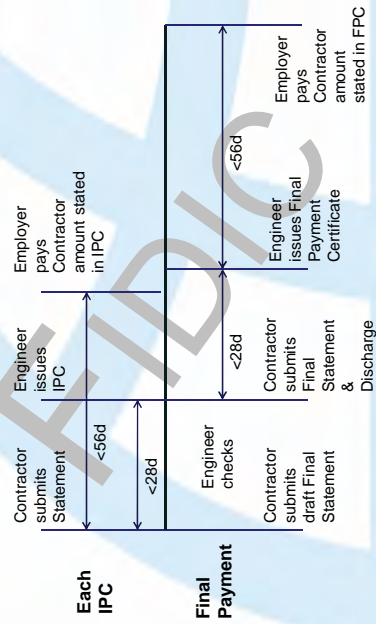 Each
IPC
Contractor
submits
Statement
Engineer
issues
IPC
Employer
pays
Contractor
amount stated
in IPC
<56d
<28d
Final
Payment
Engineer
checks
<28d
<56d
Contractor
submits
draft Final
Statement
Contractor
submits
Final
Statement
&
Discharge
Engineer
issues Final
Payment
Certificate
Employer
pays
Contractor
amount
stated in FPC
FIDIC